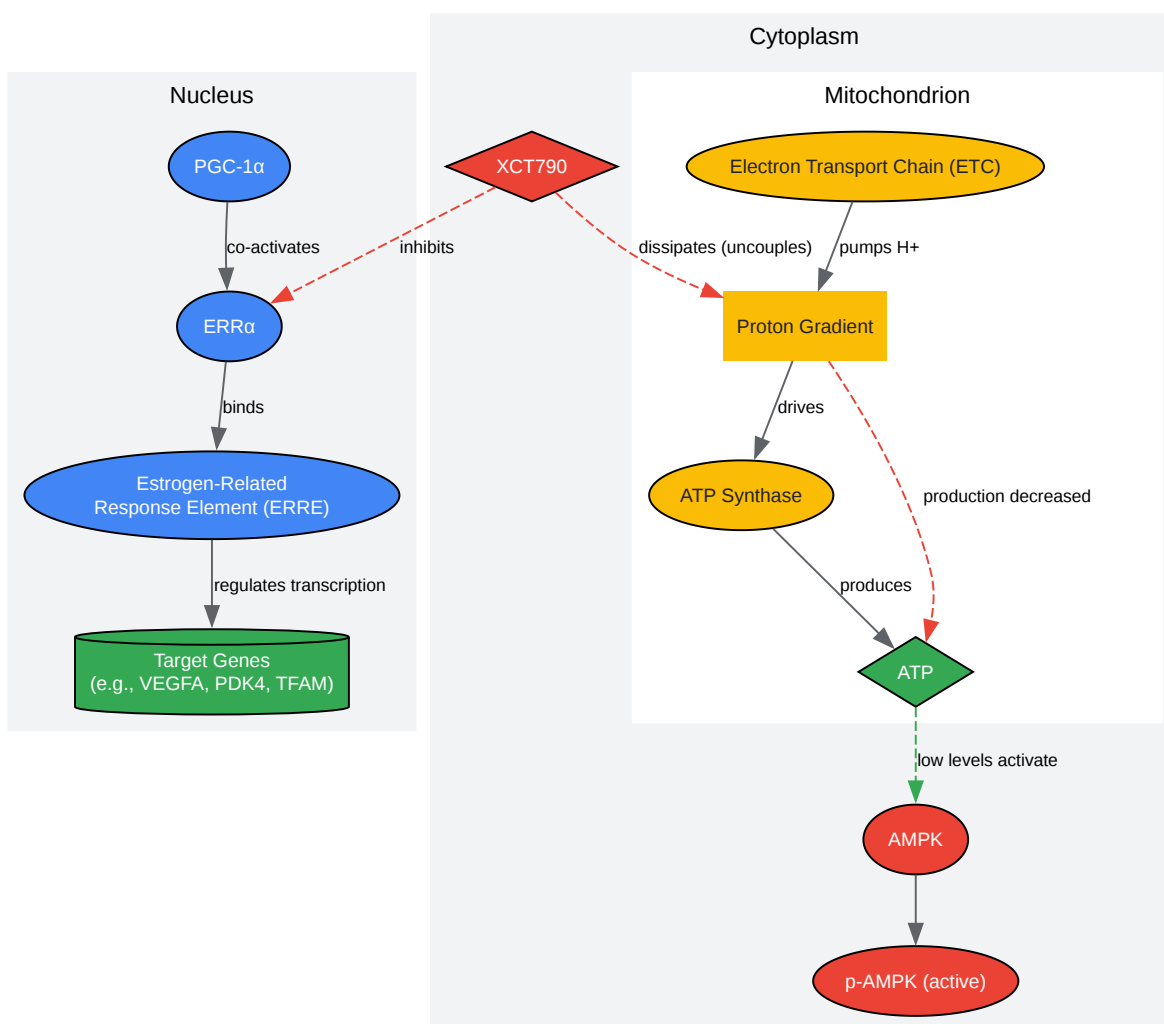 Cytoplasm
Nucleus
Mitochondrion
PGC-1α
XCT790
Electron Transport Chain (ETC)
co-activates
inhibits
dissipates (uncouples)
pumps H+
ERRα
Proton Gradient
binds
drives
Estrogen-Related
Response Element (ERRE)
ATP Synthase
production decreased
regulates transcription
produces
Target Genes
(e.g., VEGFA, PDK4, TFAM)
ATP
low levels activate
AMPK
p-AMPK (active)